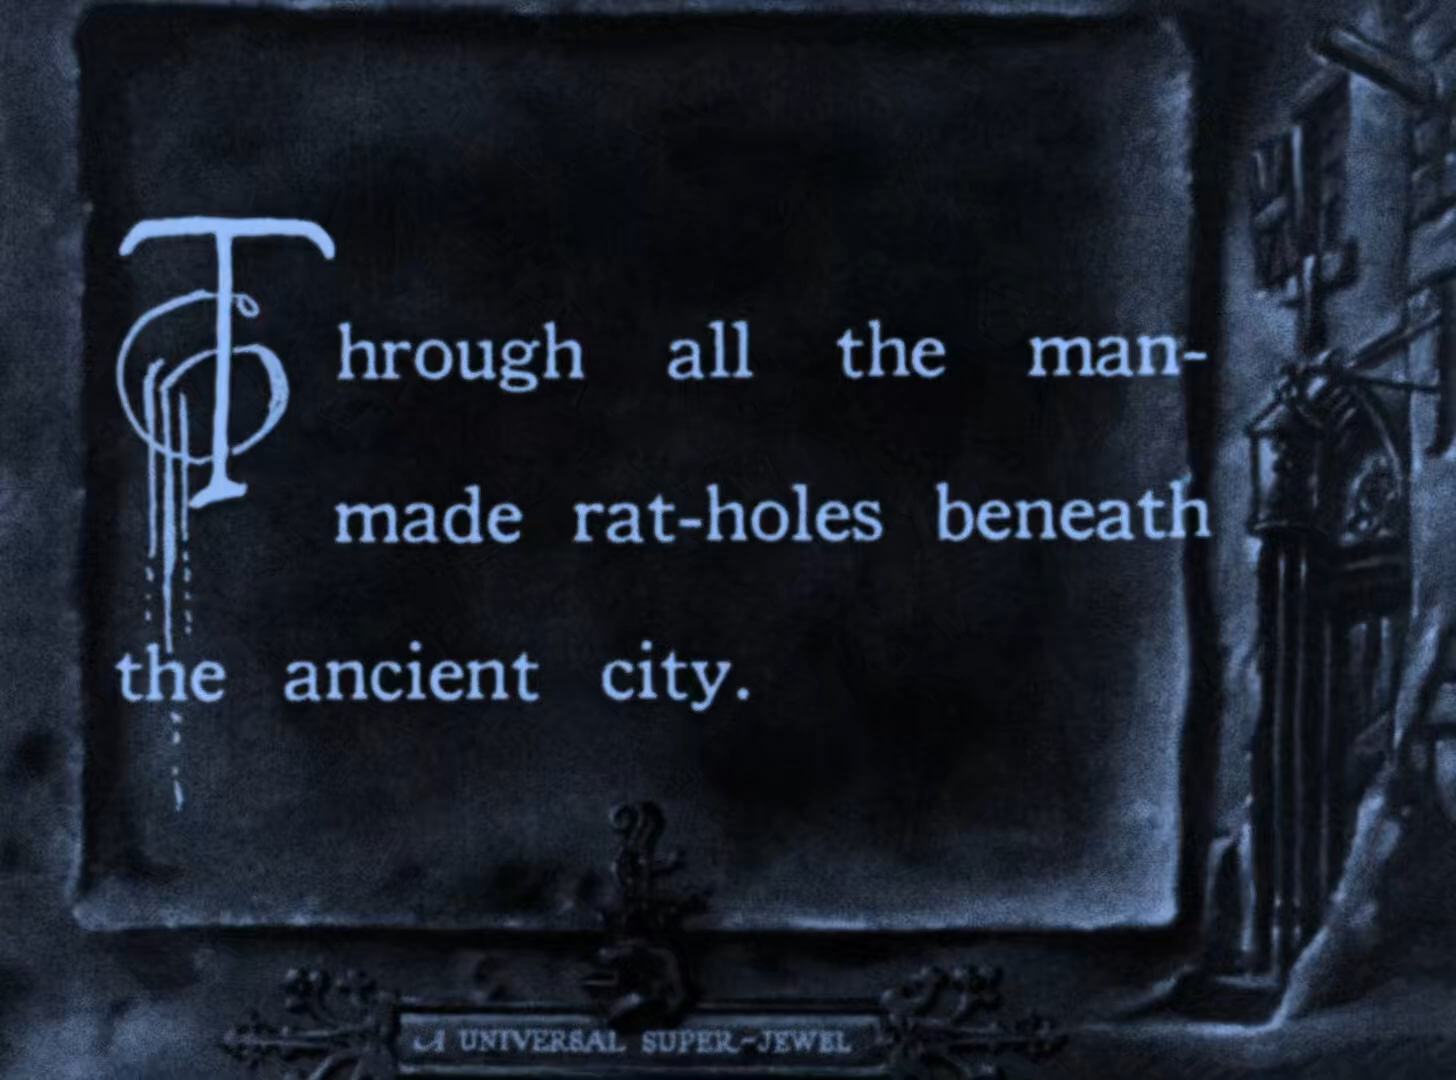 Through all the man-
made rat-holes beneath
the ancient city.
A UNIVERSAL SUPER-JEWEL